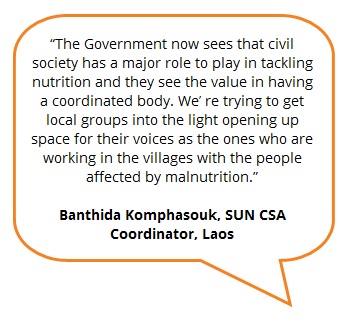 “The Government now sees that civil
society has a major role to play in tackling
nutrition and they see the value in having
a coordinated body. We’ re trying to get
local groups into the light opening up
space for their voices as the ones who are
working in the villages with the people
affected by malnutrition.”
Banthida Komphasouk, SUN CSA
Coordinator, Laos